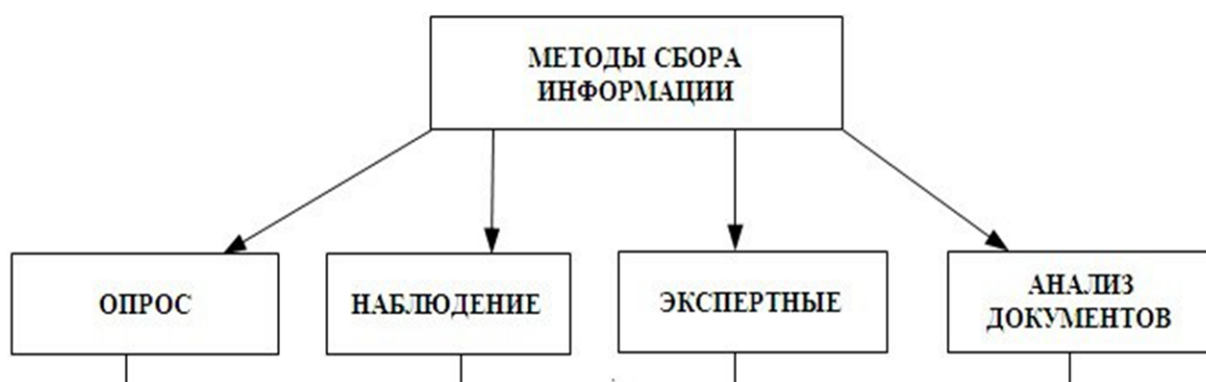 МЕТОДЫ СБОРА
ИНФОРМАЦИИ
ОПРОС
НАБЛЮДЕНИЕ
ЭКСПЕРТНЫЕ
АНАЛИЗ
ДОКУМЕНТОВ